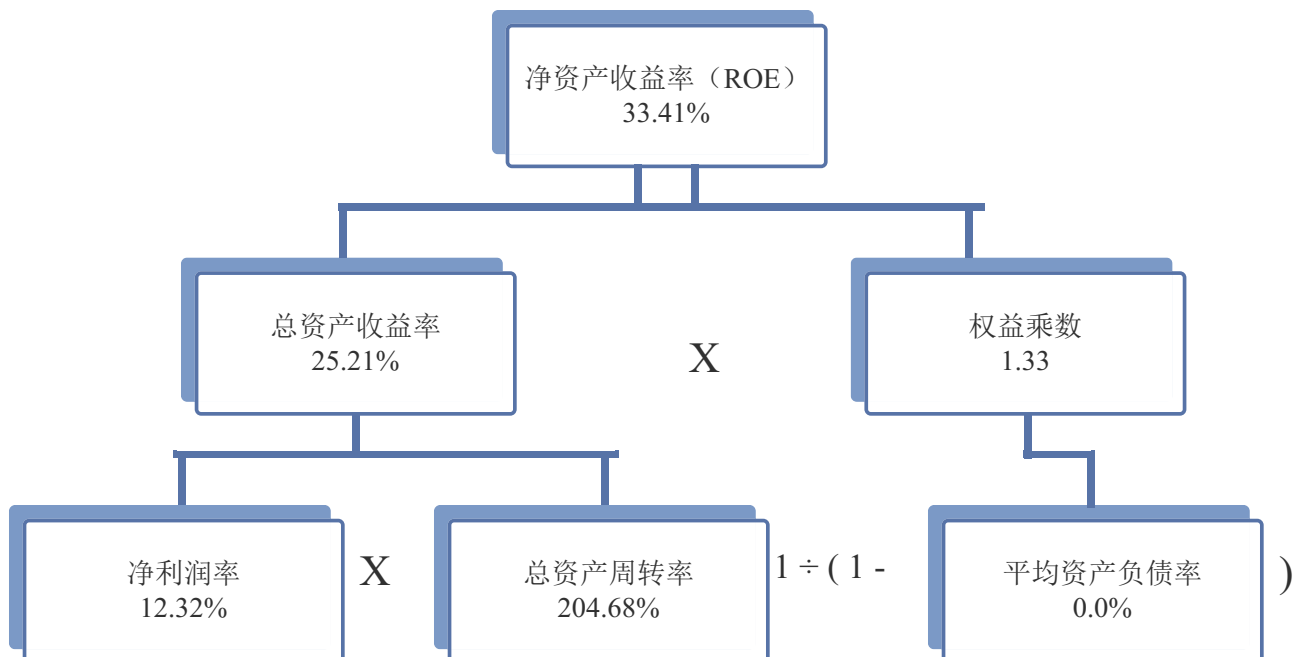 净资产收益率（ROE）
33.41%
总资产收益率
25.21%
X
权益乘数
1.33
净利润率
12.32%
X
总资产周转率
204.68%
1 ÷ ( 1 -
平均资产负债率
0.0%
)